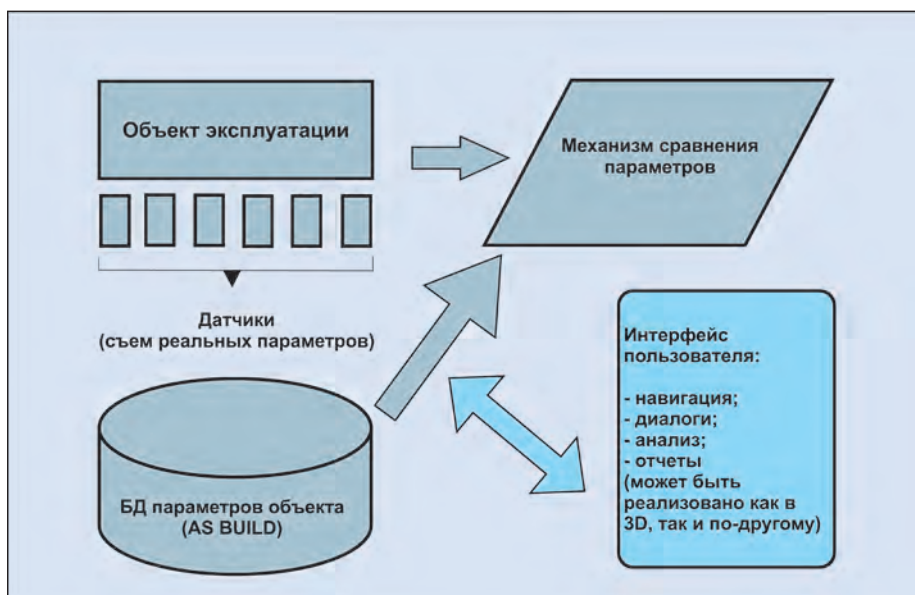 Объект эксплуатации
Механизм сравнения
параметров
Датчики
(съем реальных параметров)
БД параметров объекта
(AS BUILD)
Интерфейс
пользователя:
- навигация;
- диалоги;
- анализ;
- отчеты
(может быть
реализовано как в
3D, так и по-другому)